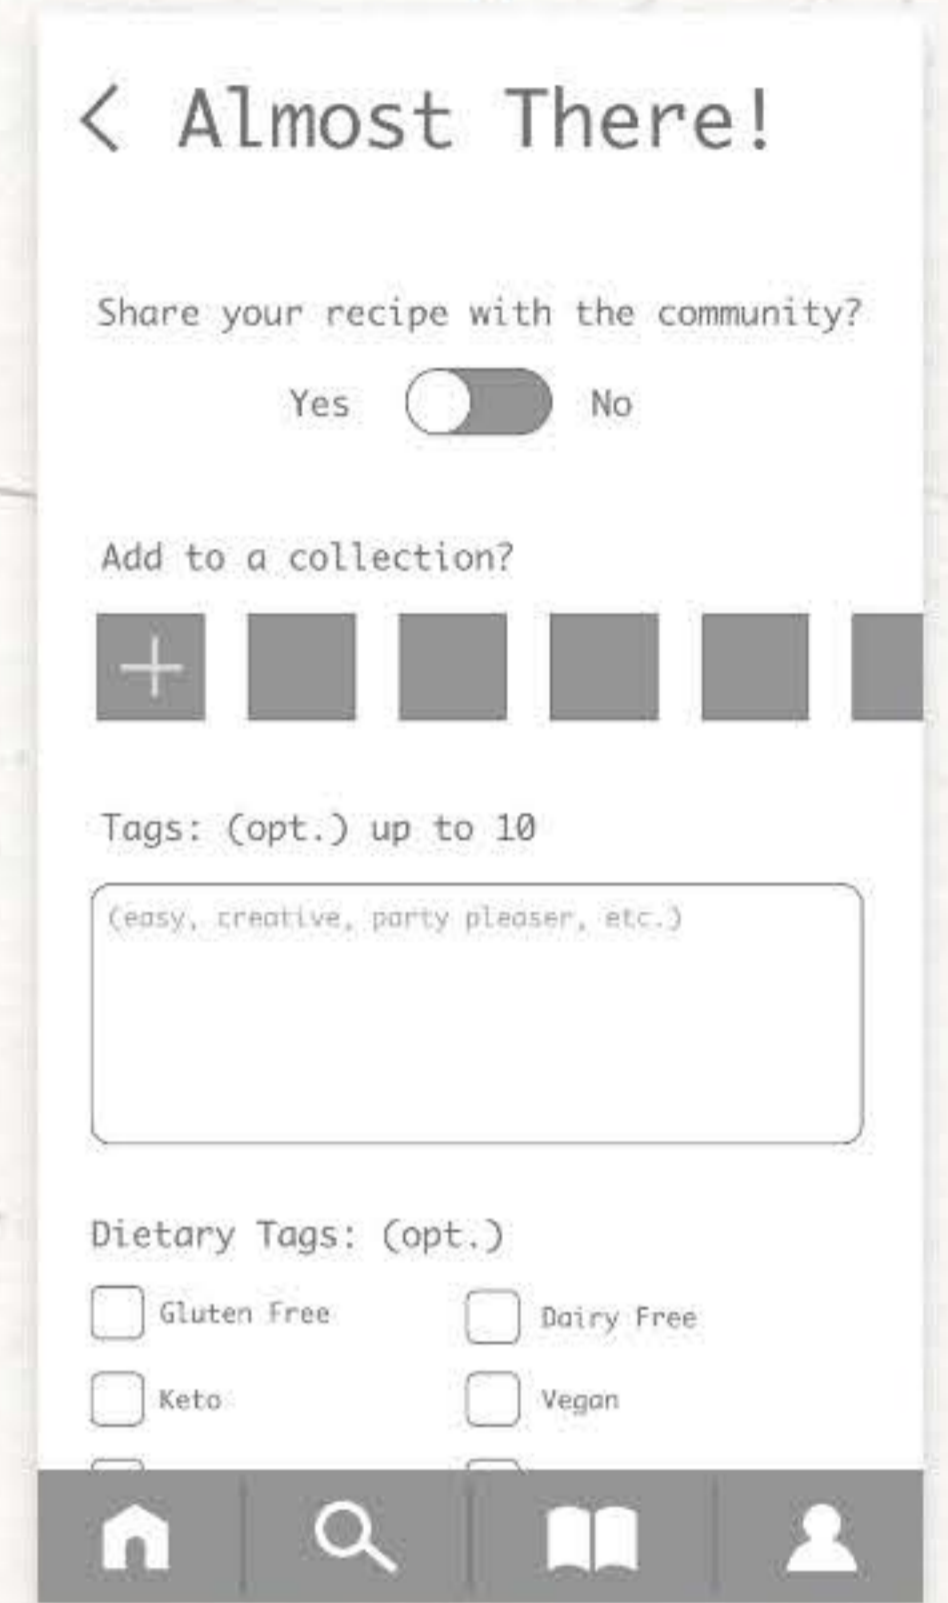 < Almost There!
Share your recipe with the community?
Yes No
Add to a collection?
Tags: (opt.) up to 10
(easy, creative, party pleaser, etc.)
Dietary Tags: (opt.)
Gluten Free Dairy Free
Keto Vegan